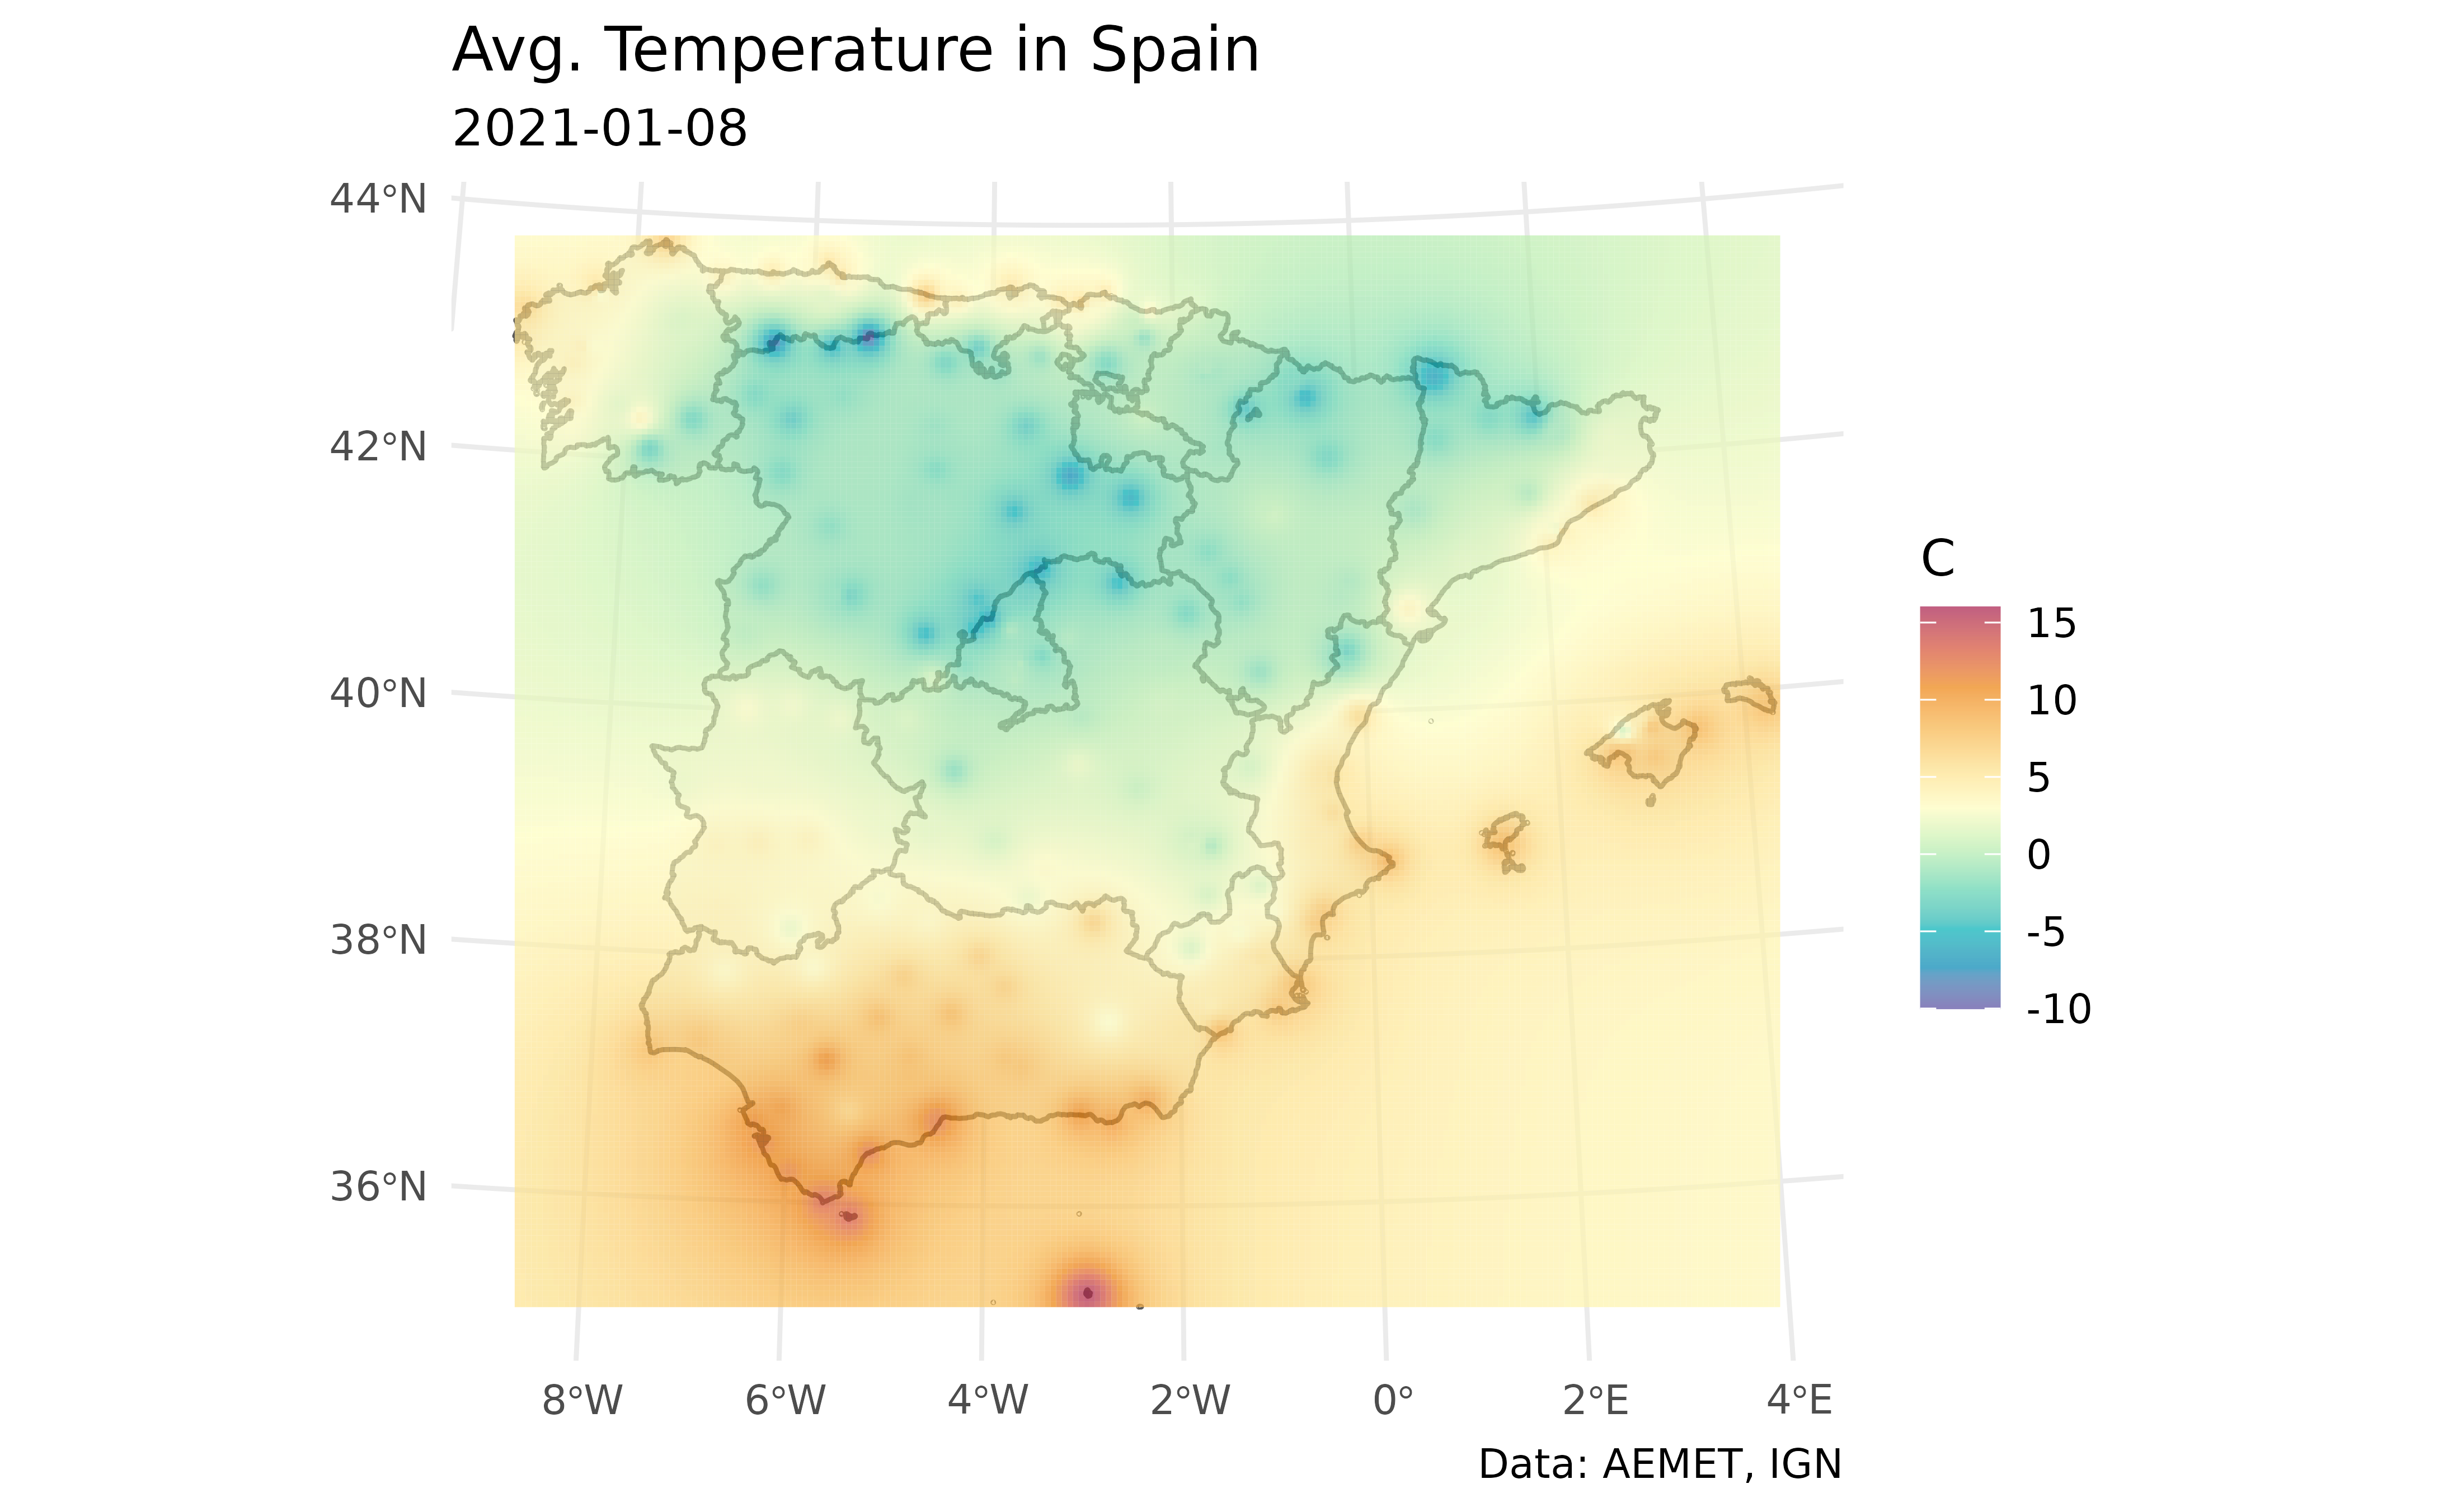 Avg. Temperature in Spain
2021-01-08
44°N
42°N
40°N
38°N
36°N
8°W 6°W 4°W 2°W 0° 2°E 4°E
C
15
10
5
0
-5
-10
Data: AEMET, IGN